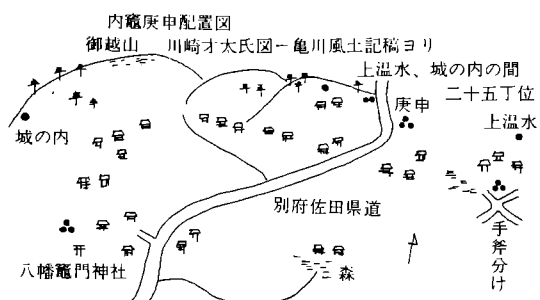 内竈庚申配置図
御越山 川崎才太氏図ー亀川風土記稿ヨリ
上温水、城の内の間
二十五丁位
庚申
上温水
城の内
別府佐田県道
手斧分け
八幡竈門神社
森